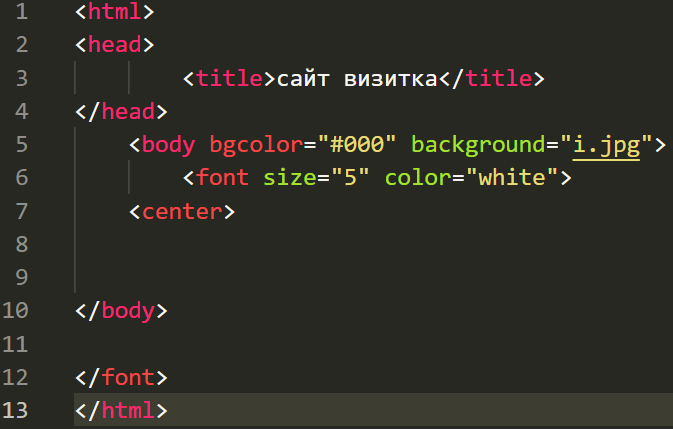 1 <html>
2 <head>
3 <title>сайт визитка</title>
4 </head>
5 <body bgcolor="#000" background="i.jpg">
6 <font size="5" color="white">
7 <center>
8
9
10 </body>
11
12 </font>
13 </html>